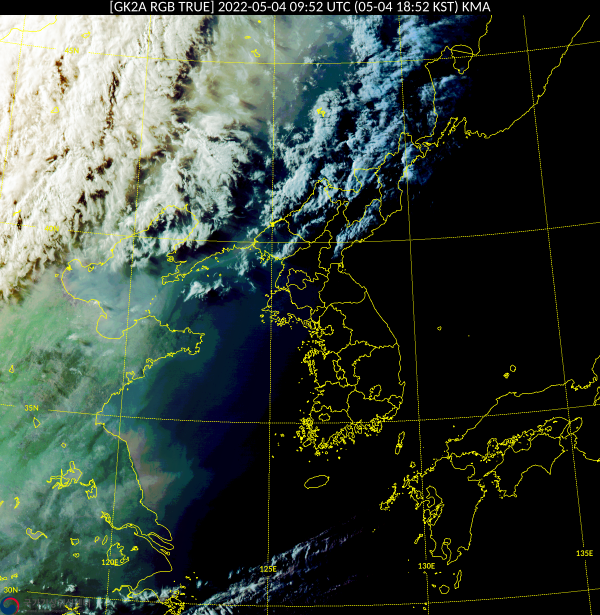 [GK2A RGB TRUE] 2022-05-04 09:52 UTC (05-04 18:52 KST) KMA
35N
120E
125E
130E
135E
30N